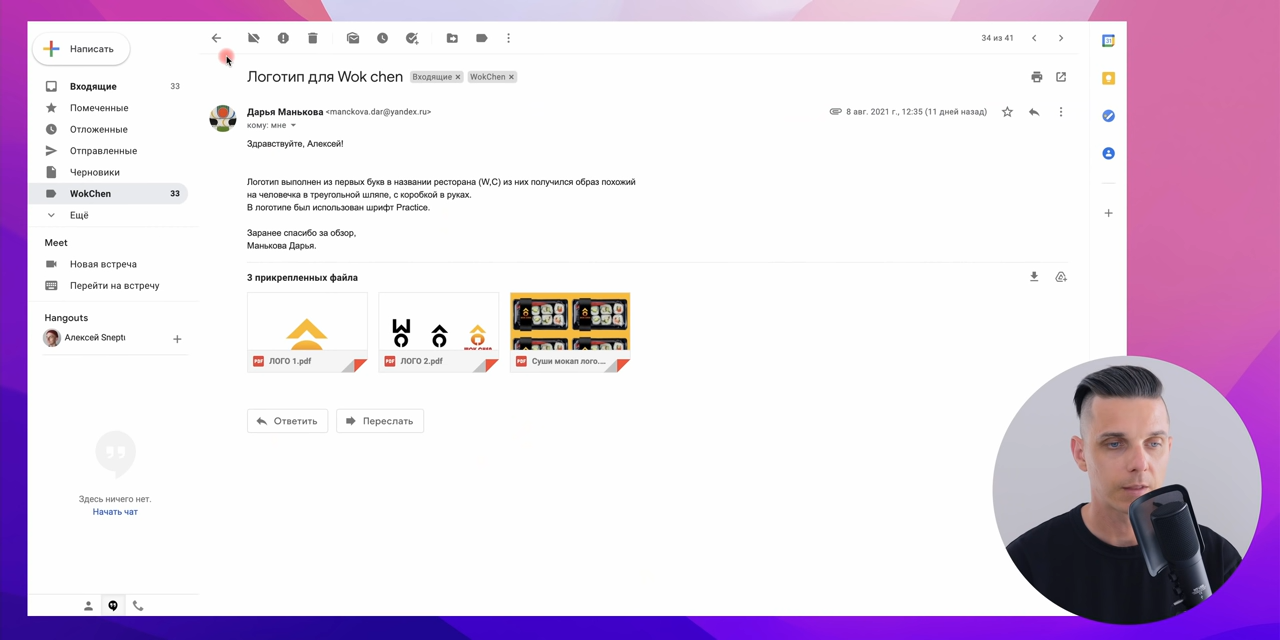 Написать
34 из 41
Входящие 33
Помеченные
Отложенные
Отправленные
Черновики
WokChen 33
Ещё
Meet
Новая встреча
Перейти на встречу
Hangouts
Алексей Sneptu
Здесь ничего нет.
Начать чат
Логотип для Wok chen
Входящие ×
WokChen ×
Дарья Манькова <manckova.dar@yandex.ru>
8 авг. 2021 г., 12:35 (11 дней назад)
кому: мне
Здравствуйте, Алексей!
Логотип выполнен из первых букв в названии ресторана (W,C) из них получился образ похожий
на человечка в треугольной шляпе, с коробкой в руках.
В логотипе был использован шрифт Practice.
Заранее спасибо за обзор,
Манькова Дарья.
3 прикрепленных файла
PDF ЛОГО 1.pdf
PDF ЛОГО 2.pdf
PDF Суши мокап лого....
Ответить
Переслать